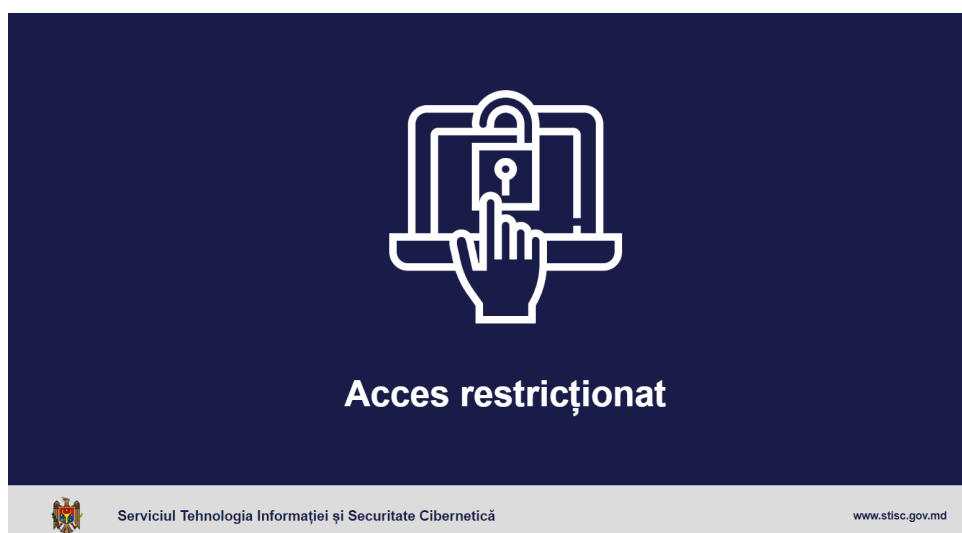 Acces restricționat
Serviciul Tehnologia Informației și Securitate Cibernetică
www.stisc.gov.md